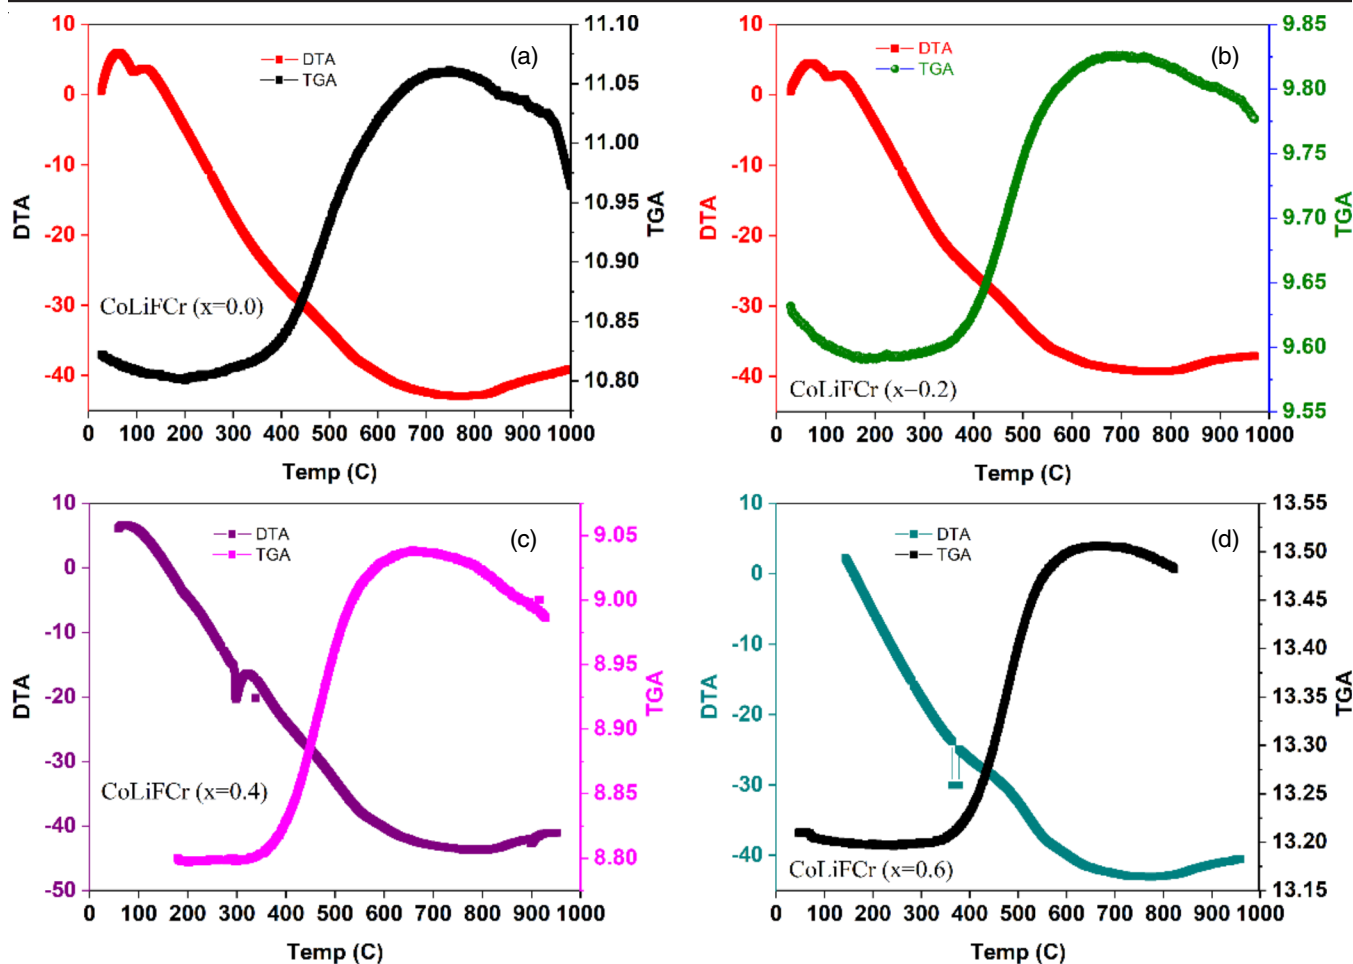 (a)
DTA
TGA
10
0
-10
-20
-30
-40
DTA
11.10
11.05
11.00
10.95
10.90
10.85
10.80
TGA
CoLiFCr (x=0.0)
0 100 200 300 400 500 600 700 800 900 1000
Temp (C)
(b)
DTA
TGA
10
0
-10
-20
-30
-40
DTA
9.85
9.80
9.75
9.70
9.65
9.60
9.55
TGA
CoLiFCr (x=0.2)
0 100 200 300 400 500 600 700 800 900 1000
Temp (C)
(c)
DTA
TGA
10
0
-10
-20
-30
-40
-50
DTA
9.05
9.00
8.95
8.90
8.85
8.80
TGA
CoLiFCr (x=0.4)
0 100 200 300 400 500 600 700 800 900 1000
Temp (C)
(d)
DTA
TGA
10
0
-10
-20
-30
-40
DTA
13.55
13.50
13.45
13.40
13.35
13.30
13.25
13.20
13.15
TGA
CoLiFCr (x=0.6)
0 100 200 300 400 500 600 700 800 900 1000
Temp (C)